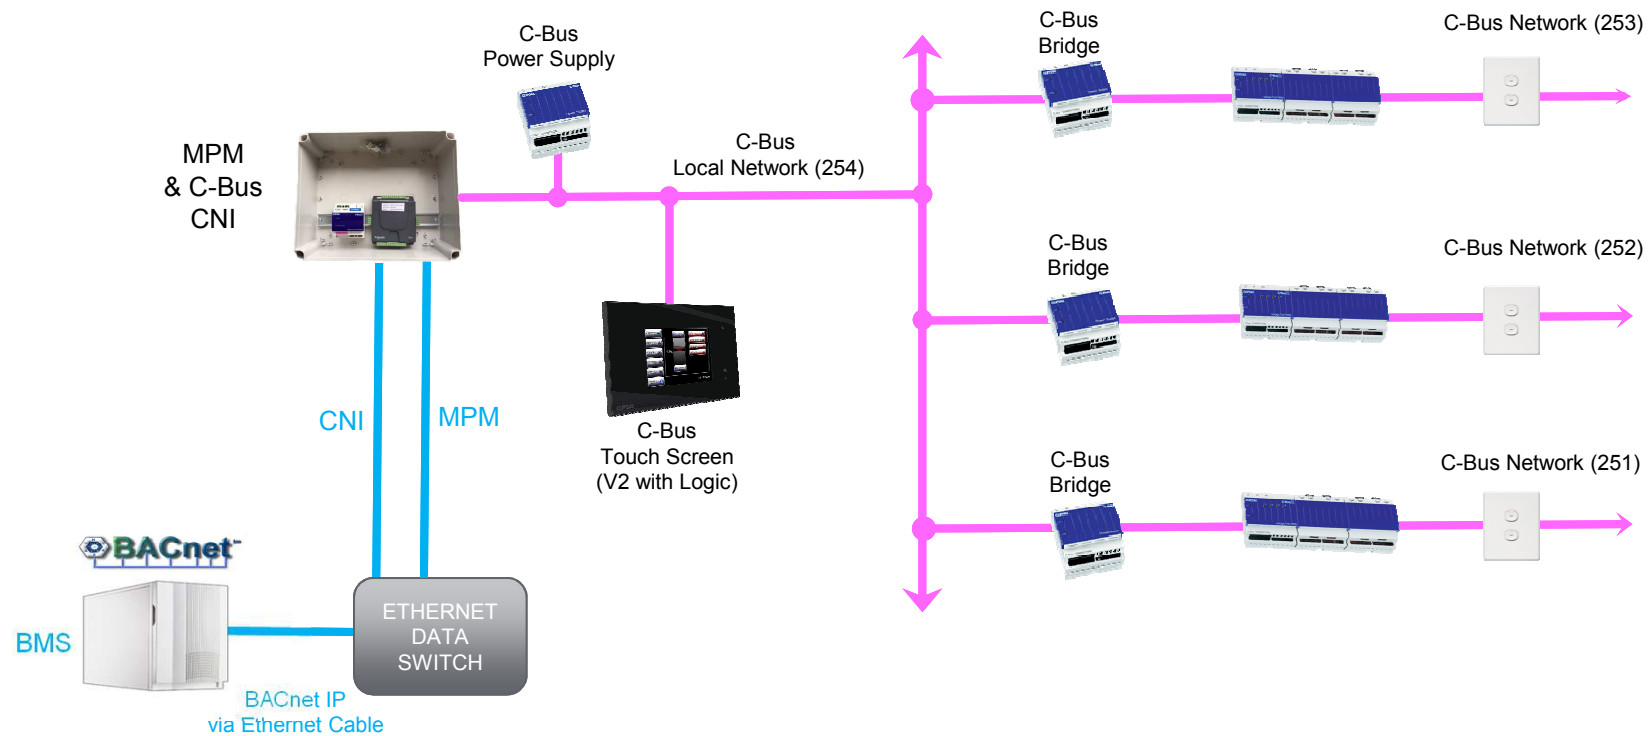 C-Bus
Power Supply
MPM
& C-Bus
CNI
C-Bus
Local Network (254)
C-Bus
Bridge
C-Bus Network (253)
C-Bus
Bridge
C-Bus Network (252)
C-Bus
Touch Screen
(V2 with Logic)
C-Bus
Bridge
C-Bus Network (251)
CNI
MPM
BACnet™
BMS
ETHERNET
DATA
SWITCH
BACnet IP
via Ethernet Cable